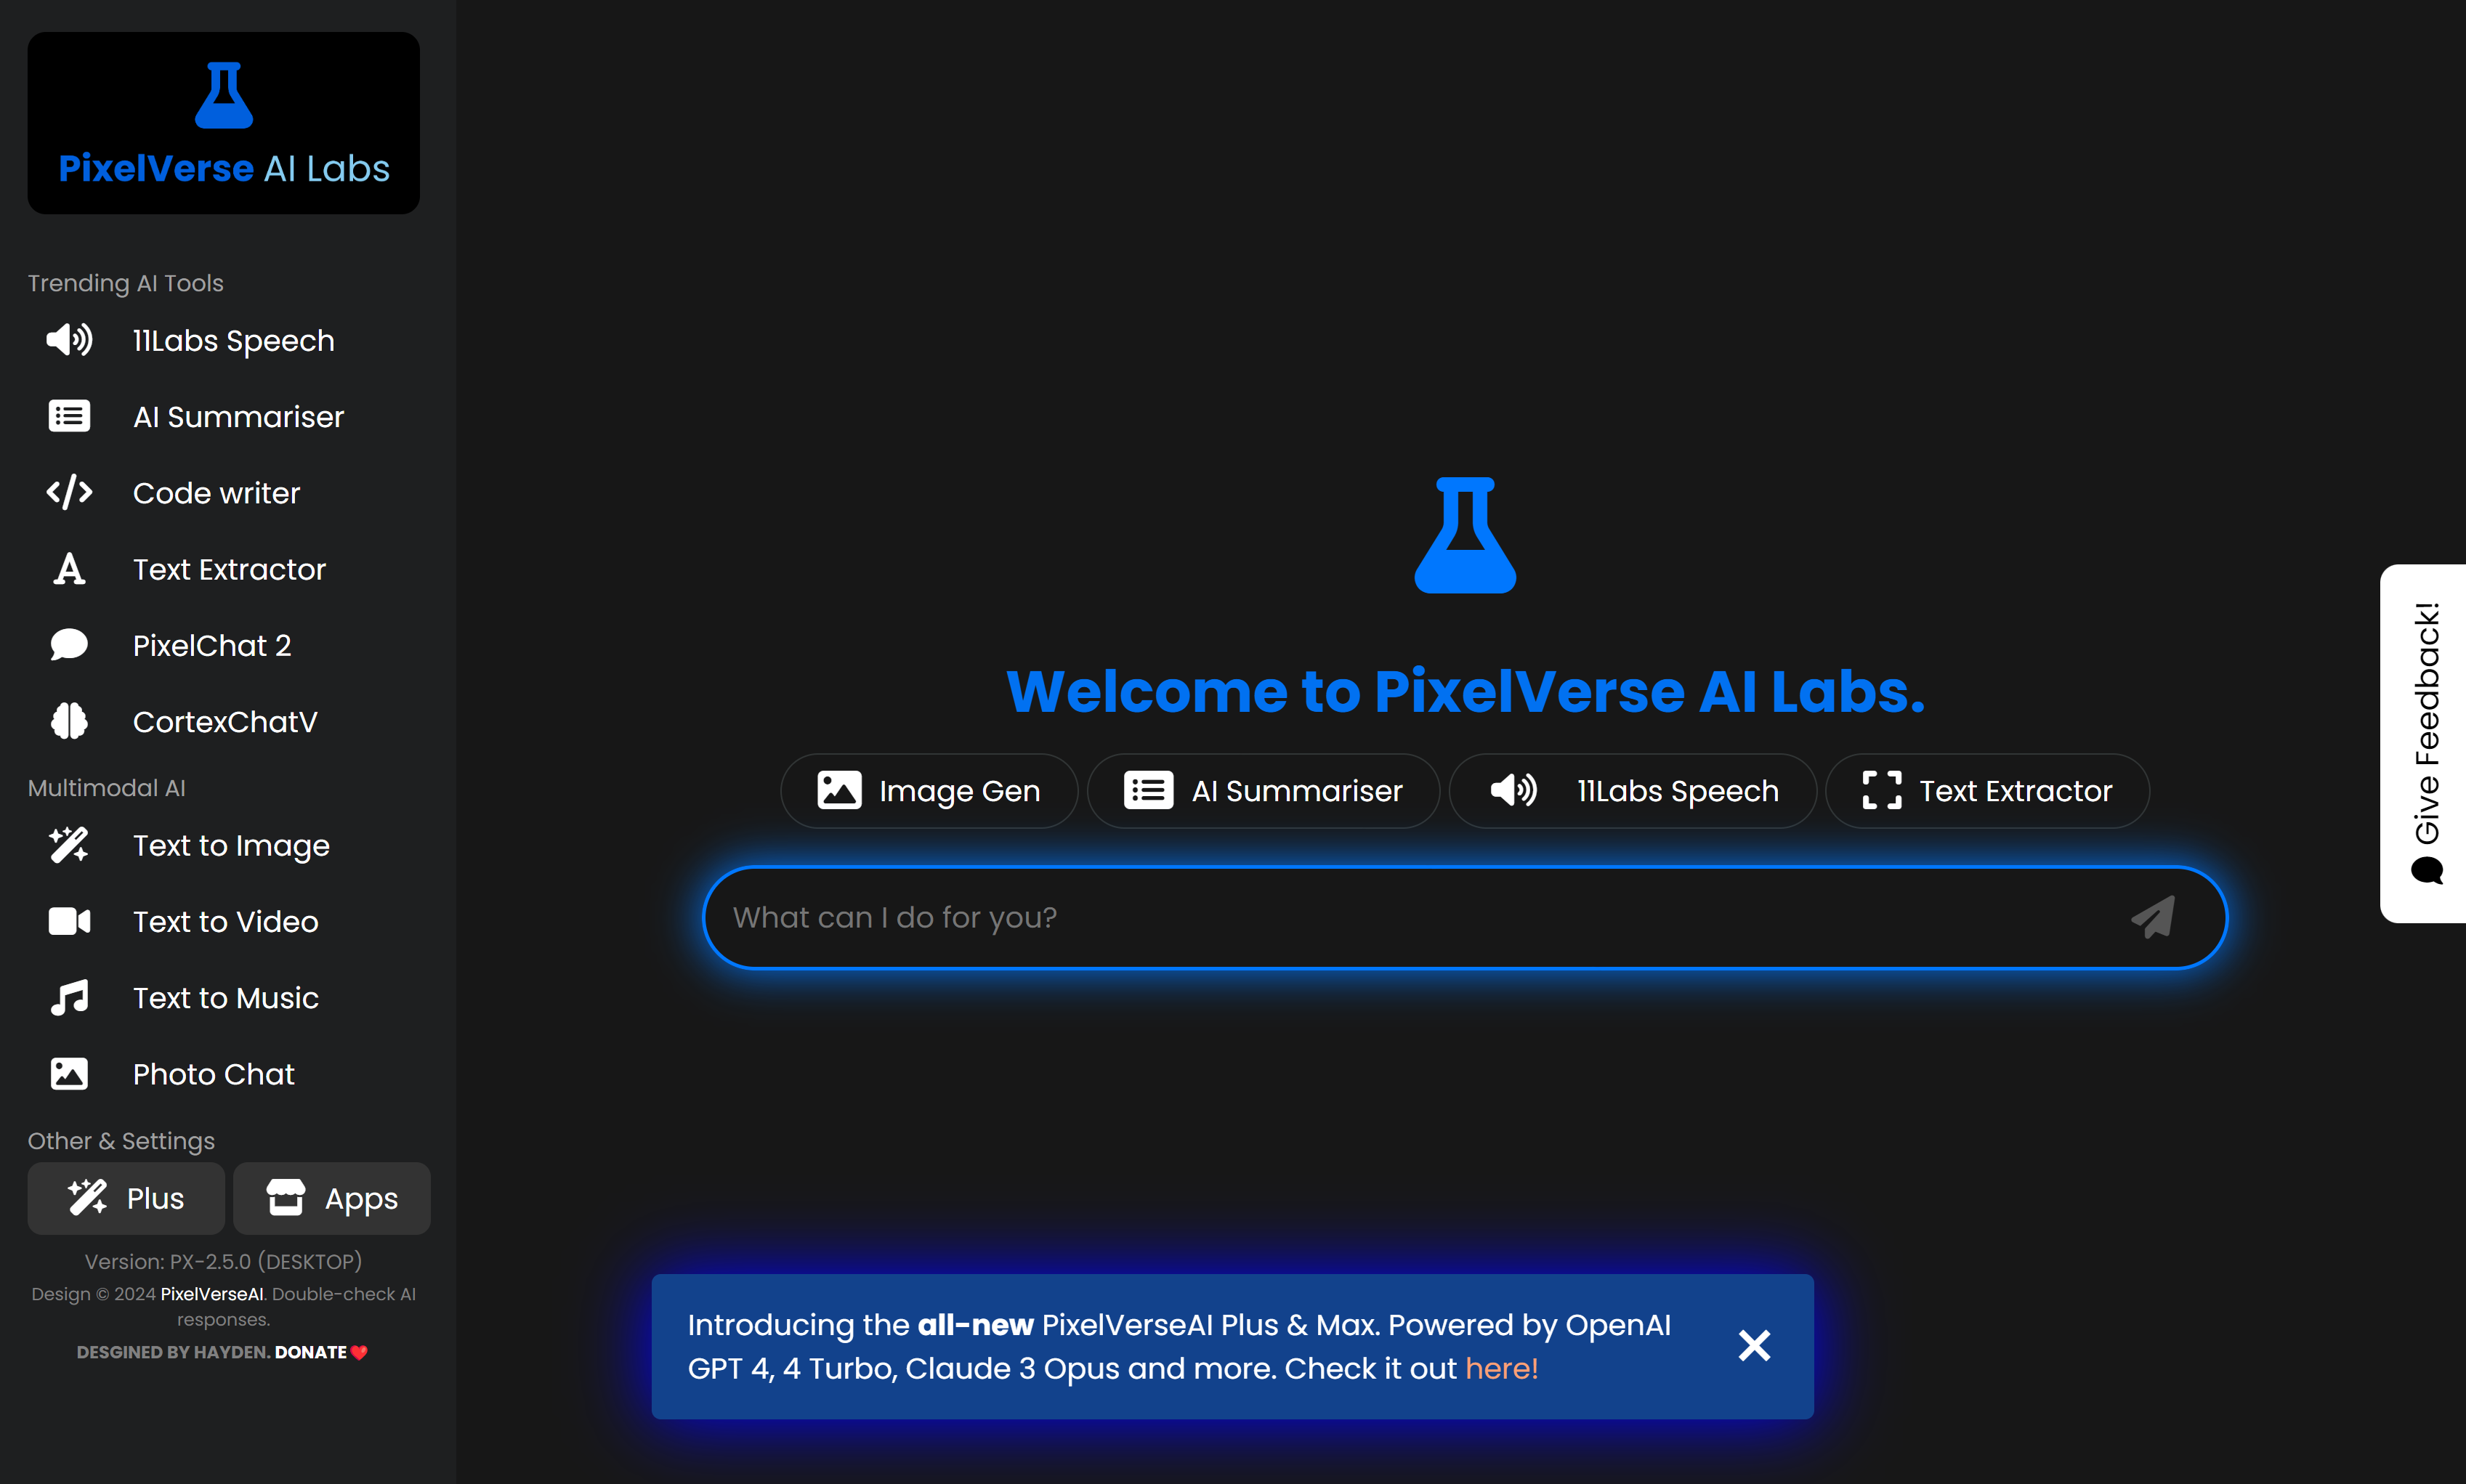 PixelVerse AI Labs
Trending AI Tools
11Labs Speech
AI Summariser
Code writer
Text Extractor
PixelChat 2
CortexChatV
Multimodal AI
Text to Image
Text to Video
Text to Music
Photo Chat
Other & Settings
Plus
Apps
Version: PX-2.5.0 (DESKTOP)
Design © 2024 PixelVerseAI. Double-check AI
responses.
DESGINED BY HAYDEN. DONATE ❤️
Welcome to PixelVerse AI Labs.
Image Gen
AI Summariser
11Labs Speech
Text Extractor
What can I do for you?
Introducing the all-new PixelVerseAI Plus & Max. Powered by OpenAI
GPT 4, 4 Turbo, Claude 3 Opus and more. Check it out here!
Give Feedback!